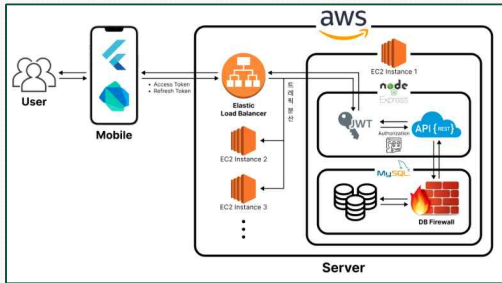 aws
EC2 Instance 1
User
Mobile
• Access Token
• Refresh Token
Elastic
Load Balancer
트래픽 분산
EC2 Instance 2
EC2 Instance 3
node
Express
JWT
Authorization
API {REST}
MySQL
DB Firewall
Server